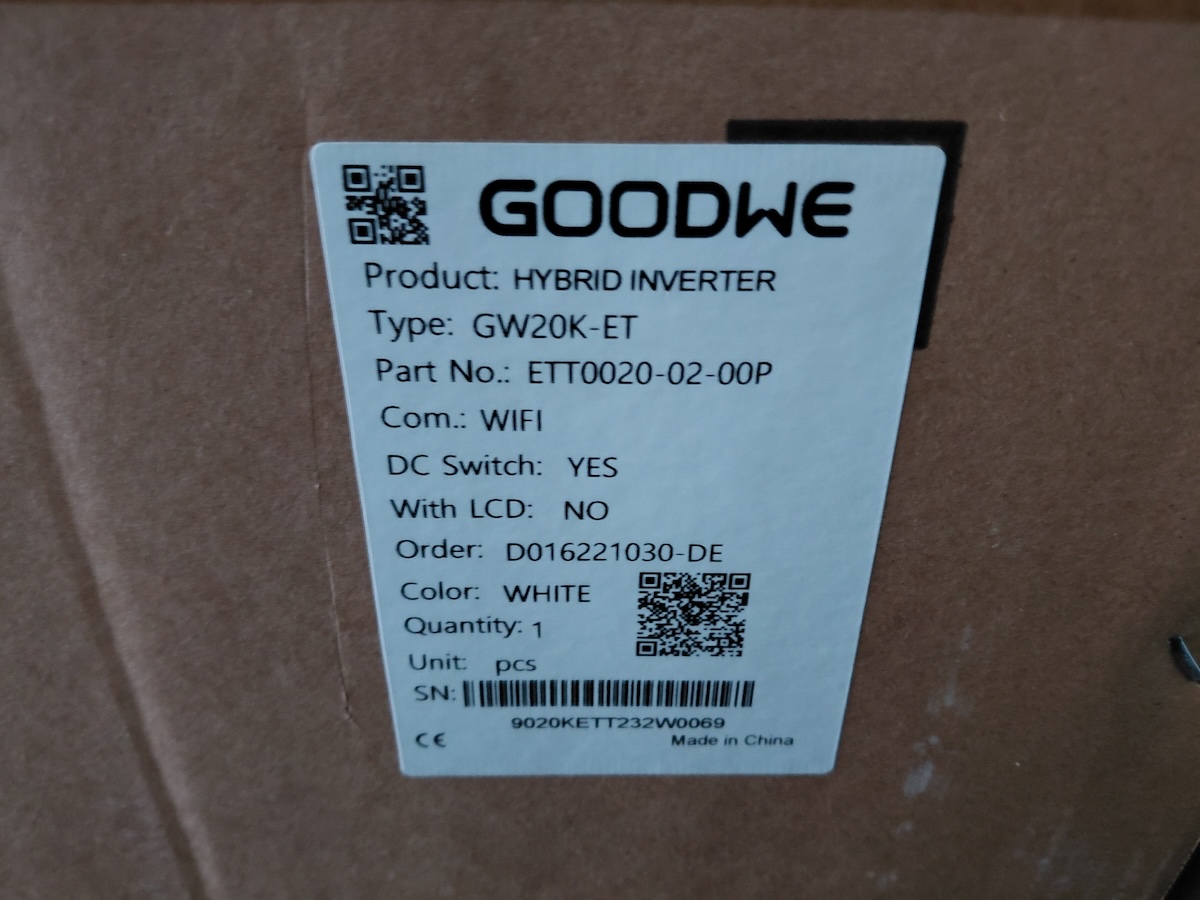 GOODWE
Product: HYBRID INVERTER
Type: GW20K-ET
Part No.: ETT0020-02-00P
Com.: WIFI
DC Switch: YES
With LCD: NO
Order: D016221030-DE
Color: WHITE
Quantity: 1
Unit: pcs
SN:
9020KETT232W0069
CE Made in China